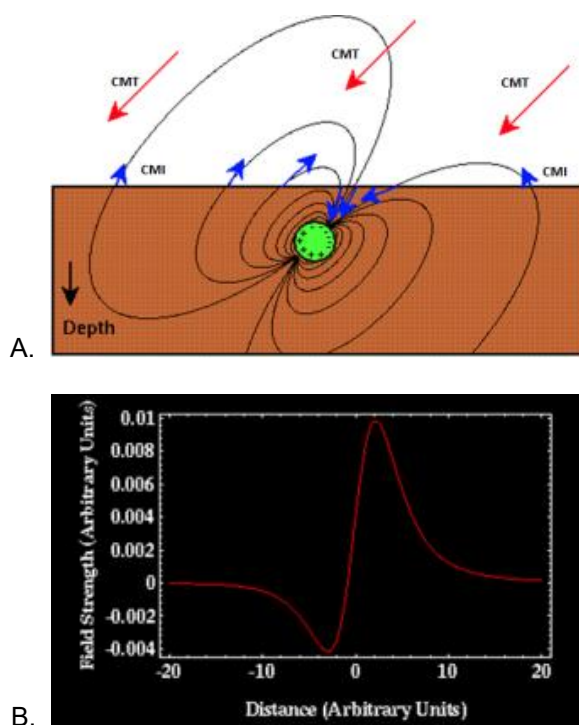 CMT
CMT
CMT
CMI
CMI
Depth
A.
Field Strength (Arbitrary Units)
0.01
0.008
0.006
0.004
0.002
0
-0.002
-0.004
-20 -10 0 10 20
Distance (Arbitrary Units)
B.